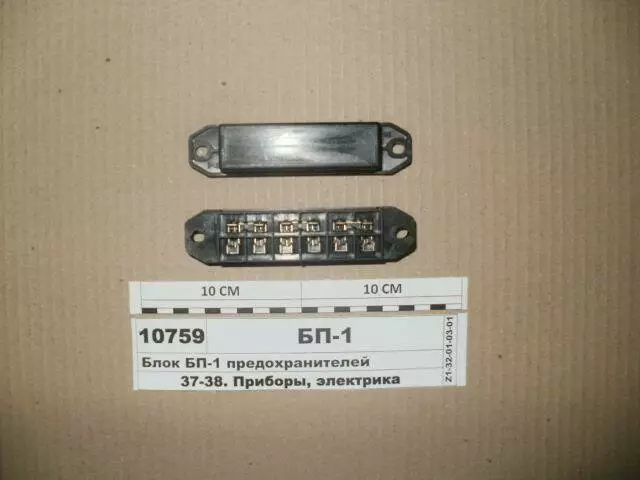 10 СМ 10 СМ
10759 БП-1
Блок БП-1 предохранителей
37-38. Приборы, электрика
Z1-32-01-03-01